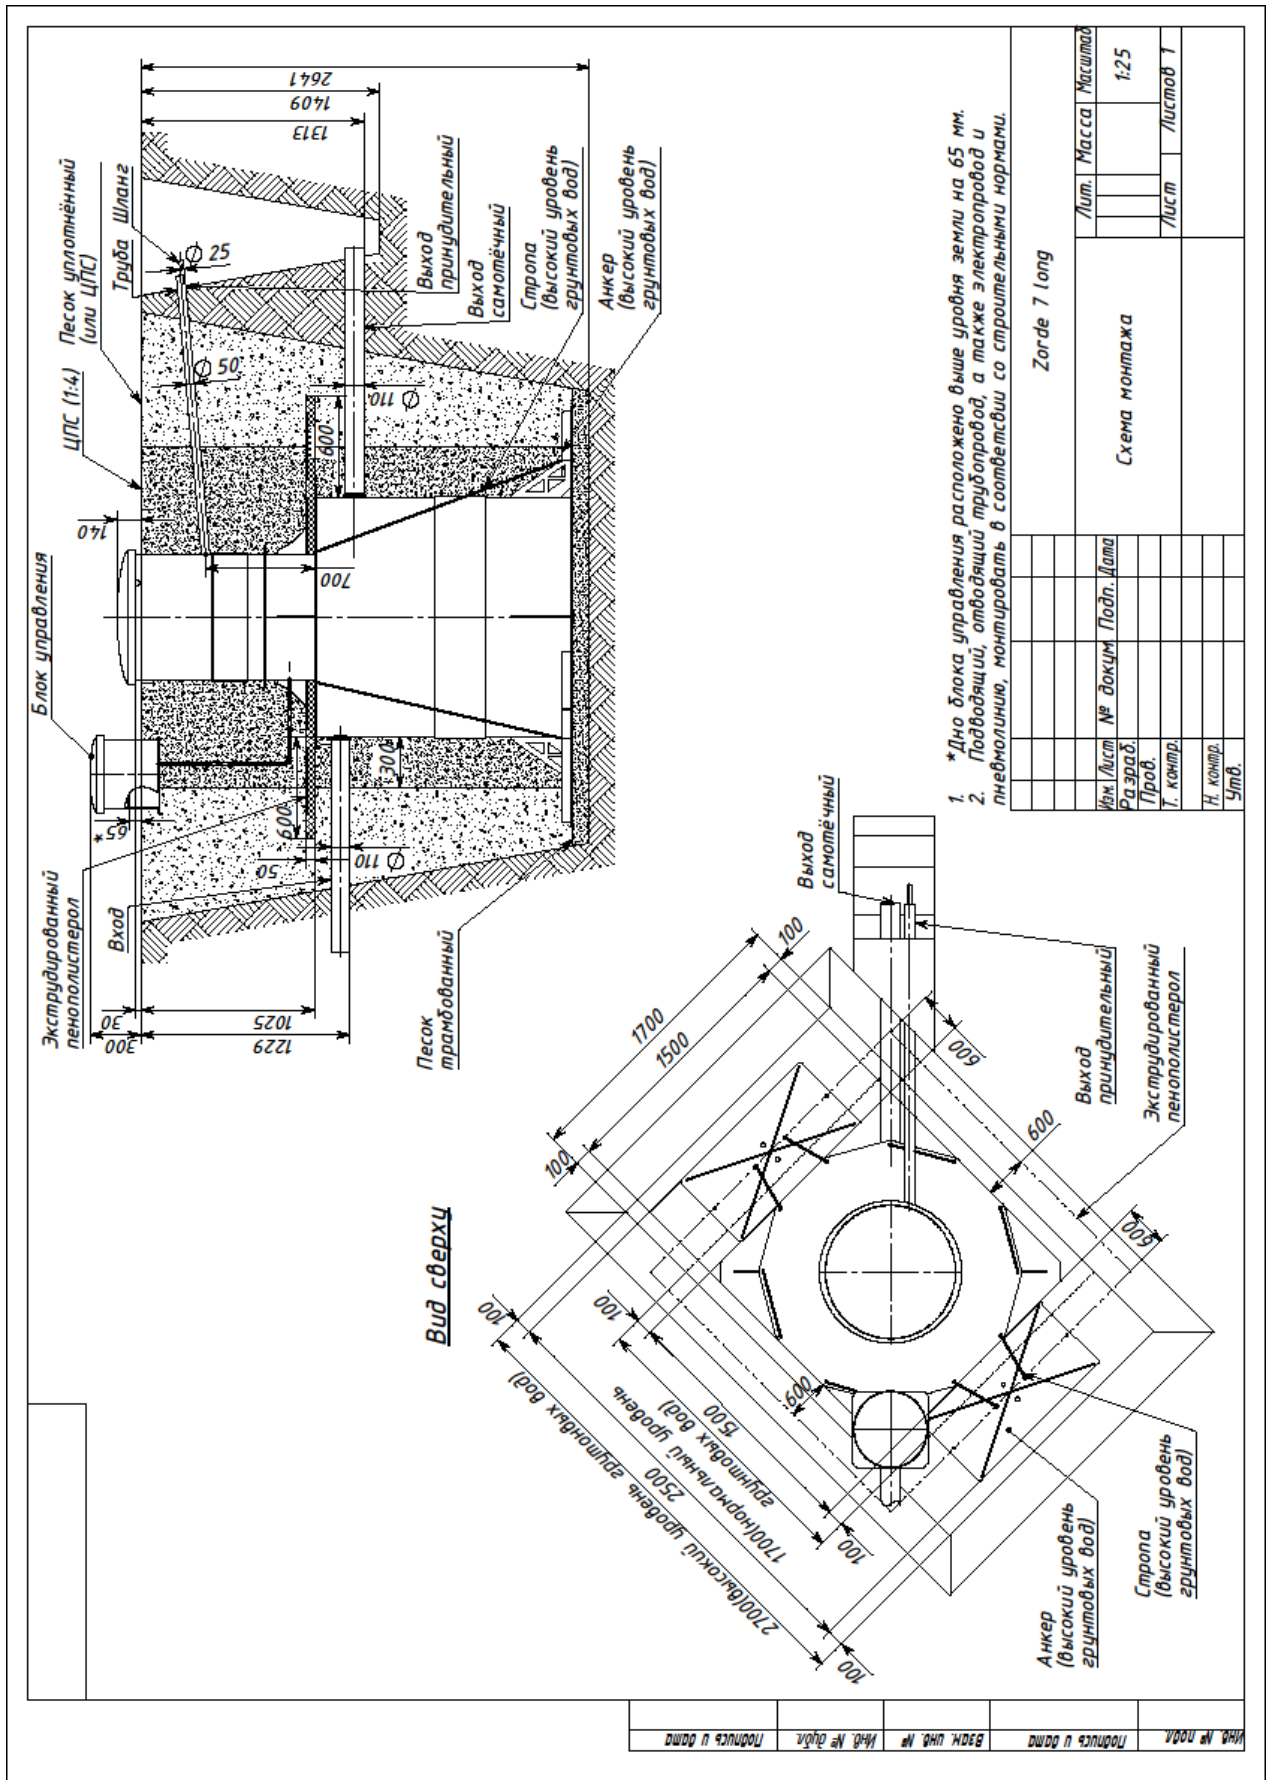 Блок управления
140
ЦПС (1:4)
Песок уплотнённый
(или ЦПС)
Труба
Шланг
2641
1409
1313
Ø 25
Ø 50
Выход
принудительный
Выход
самотёчный
Стропа
(высокий уровень
грунтовых вод)
Анкер
(высокий уровень
грунтовых вод)
65*
Экструдированный
пенополистерол
Вход
Песок
трамбованный
30
300
1025
1229
50
600
110 Ø
300
700
600
110 Ø
Вид сверху
1700
1500
100
100
600
600
600
600
100
100
1500
1700(нормальный уровень
грунтовых вод)
100
100
2500
2700(высокий уровень грутондвых вод)
Выход
самотёчный
Выход
принудительный
Экструдированный
пенополистерол
Анкер
(высокий уровень
грунтовых вод)
Стропа
(высокий уровень
грунтовых вод)
1. *Дно блока управления расположено выше уровня земли на 65 мм.
2. Подводящий, отводящий трубопровод, а также электропровод и
пневмолинию, монтировать в соответсвии со строительными нормами.
Zorde 7 long
Схема монтажа
Лит.
Масса
Масштаб
1:25
Лист
Листов 1
Изм.
Лист
№ докум.
Подп.
Дата
Разраб.
Пров.
Т. контр.
Н. контр.
Утв.
Подпись и дата
Инв. № дубл.
Взам. инв. №
Подпись и дата
Инв. № подл.